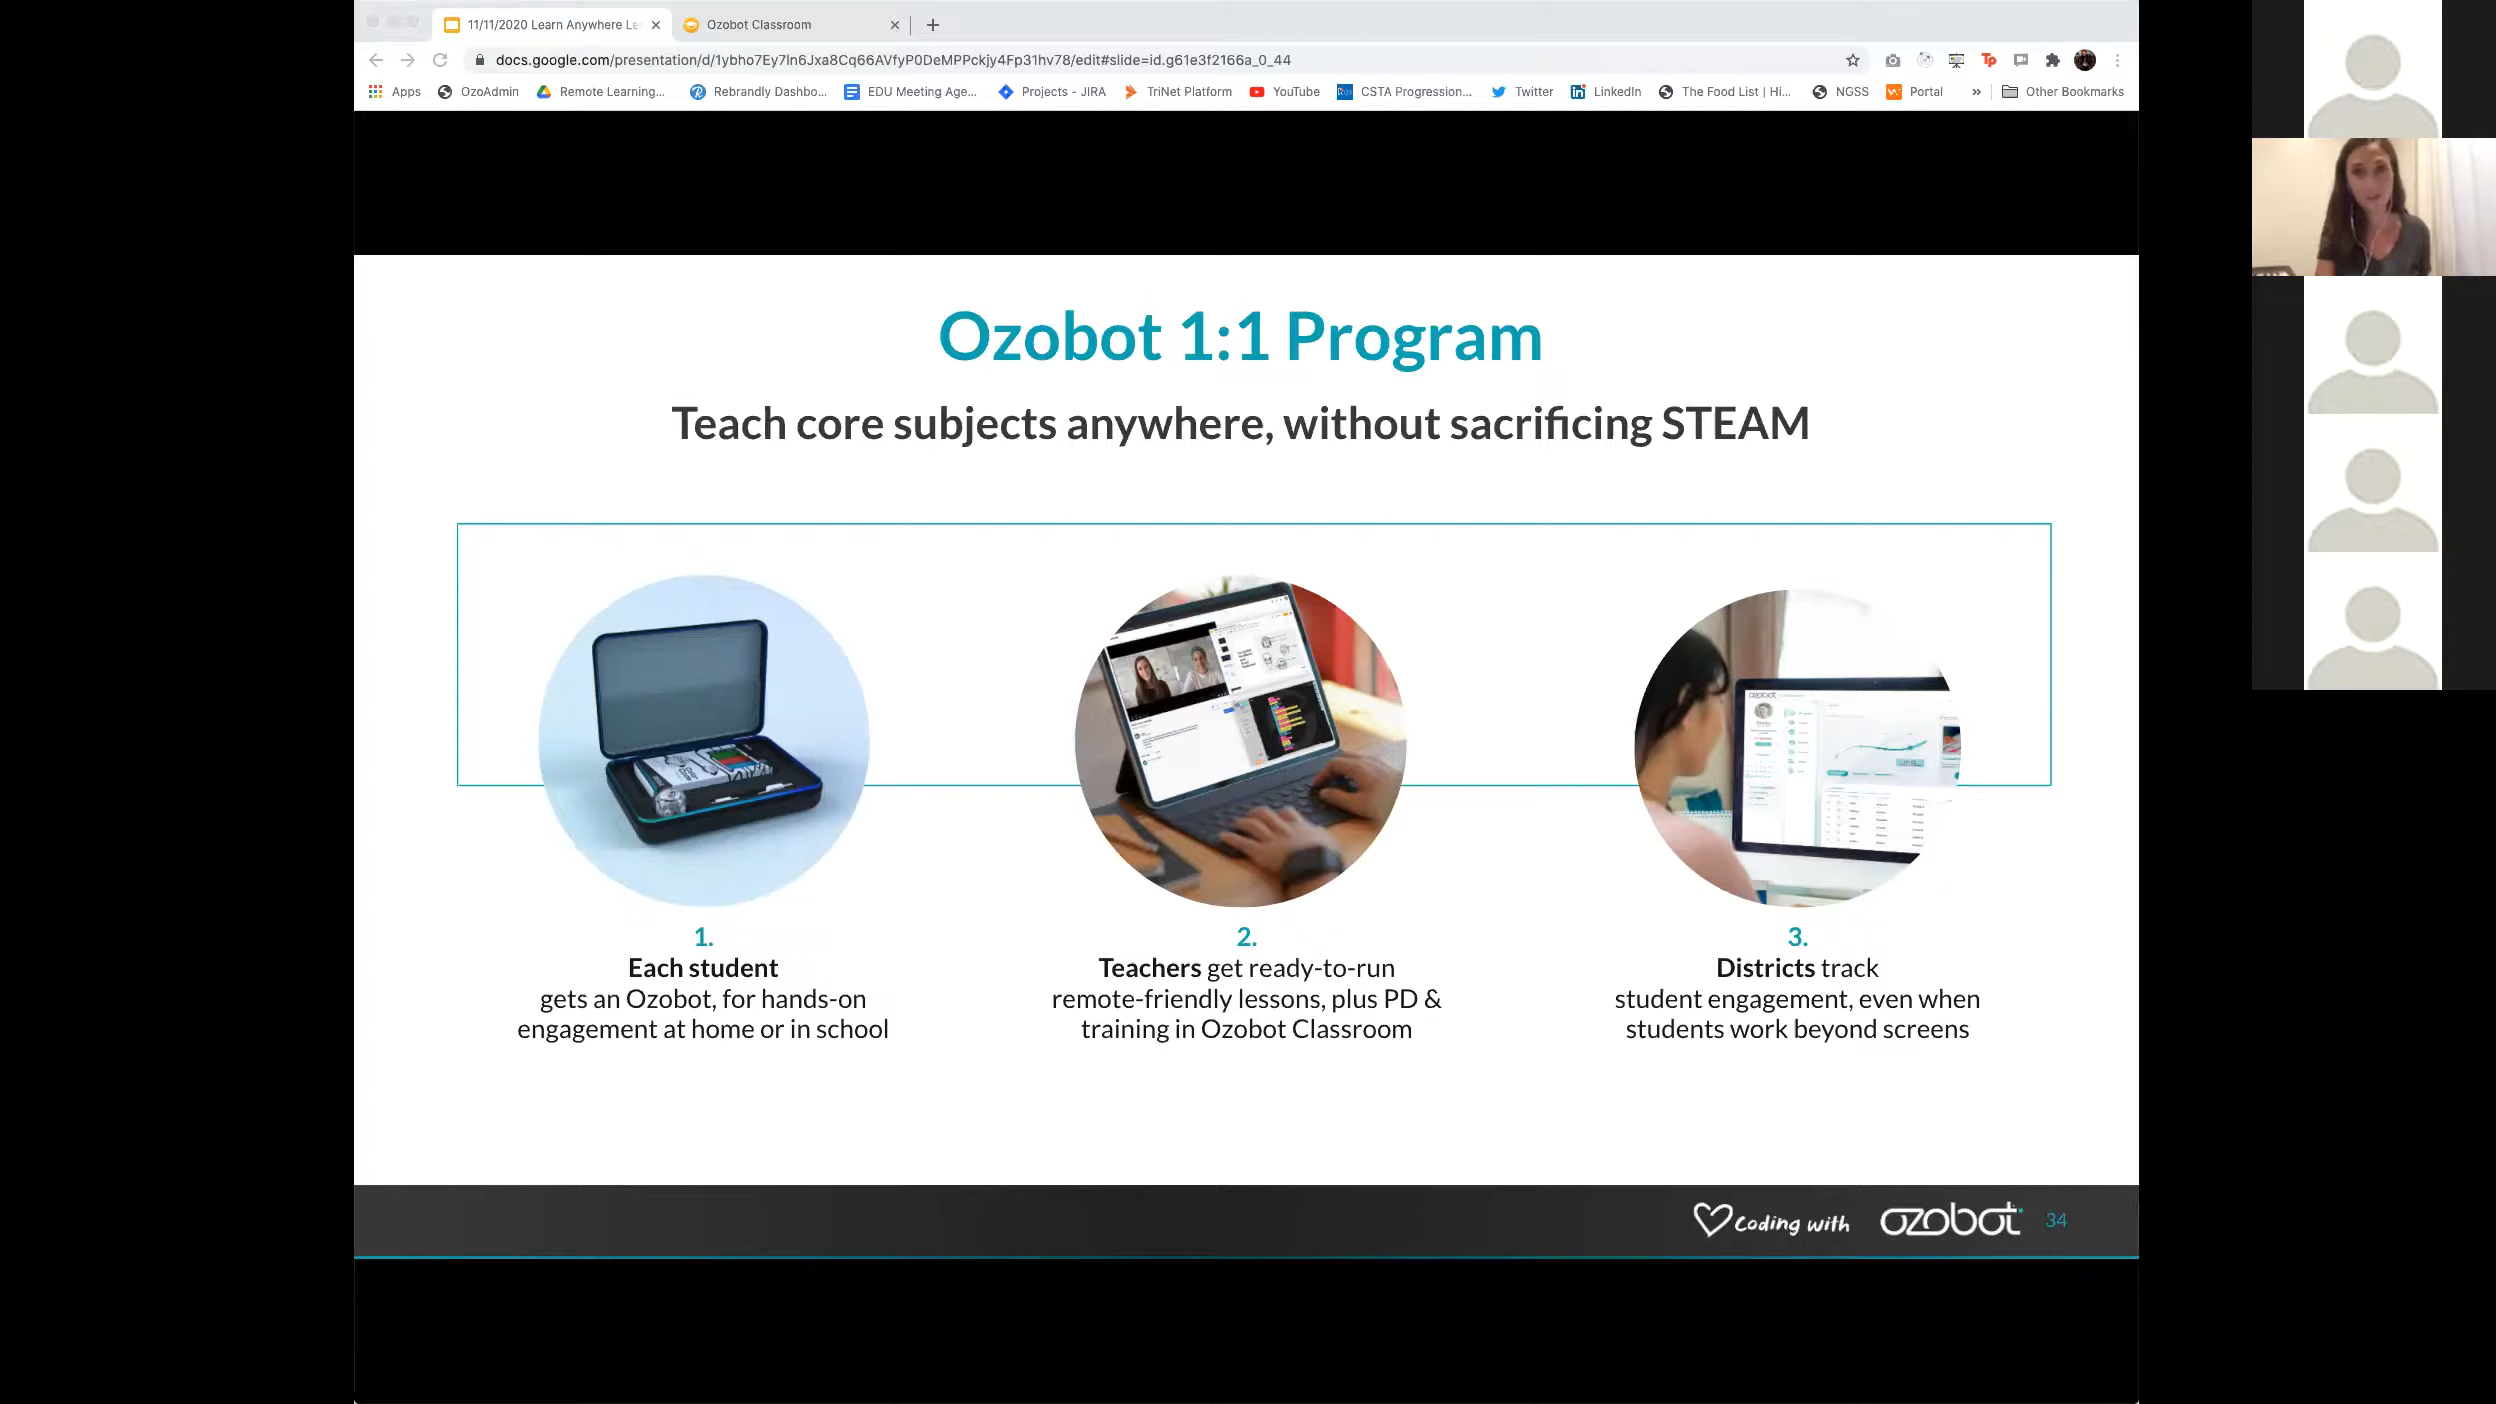 11/11/2020 Learn Anywhere Le
Ozobot Classroom
docs.google.com/presentation/d/1ybho7Ey7ln6Jxa8Cq66AVfyP0DeMPPckjy4Fp31hv78/edit#slide=id.g61e3f2166a_0_44
Apps OzoAdmin Remote Learning... Rebrandly Dashbo... EDU Meeting Age... Projects - JIRA TriNet Platform YouTube CSTA Progression... Twitter LinkedIn The Food List | Hi... NGSS Portal » Other Bookmarks
Ozobot 1:1 Program
Teach core subjects anywhere, without sacrificing STEAM
1.
Each student
gets an Ozobot, for hands-on
engagement at home or in school
2.
Teachers get ready-to-run
remote-friendly lessons, plus PD &
training in Ozobot Classroom
ozobot
3.
Districts track
student engagement, even when
students work beyond screens
Coding with ozobot 34